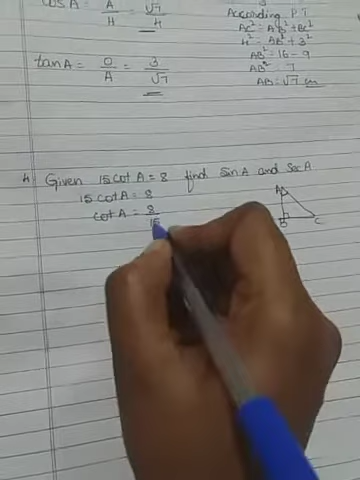 cos A = A/H = √7/4
tan A = O/A = 3/√7
3
According P.T
AC² = AB² + BC²
4² = AB² + 3²
AB² = 16 - 9
AB² = 7
AB = √7 cm
4 Given 15 cot A = 8 find Sin A and Sec A
15 cot A = 8
cot A = 8/15
A
B
C